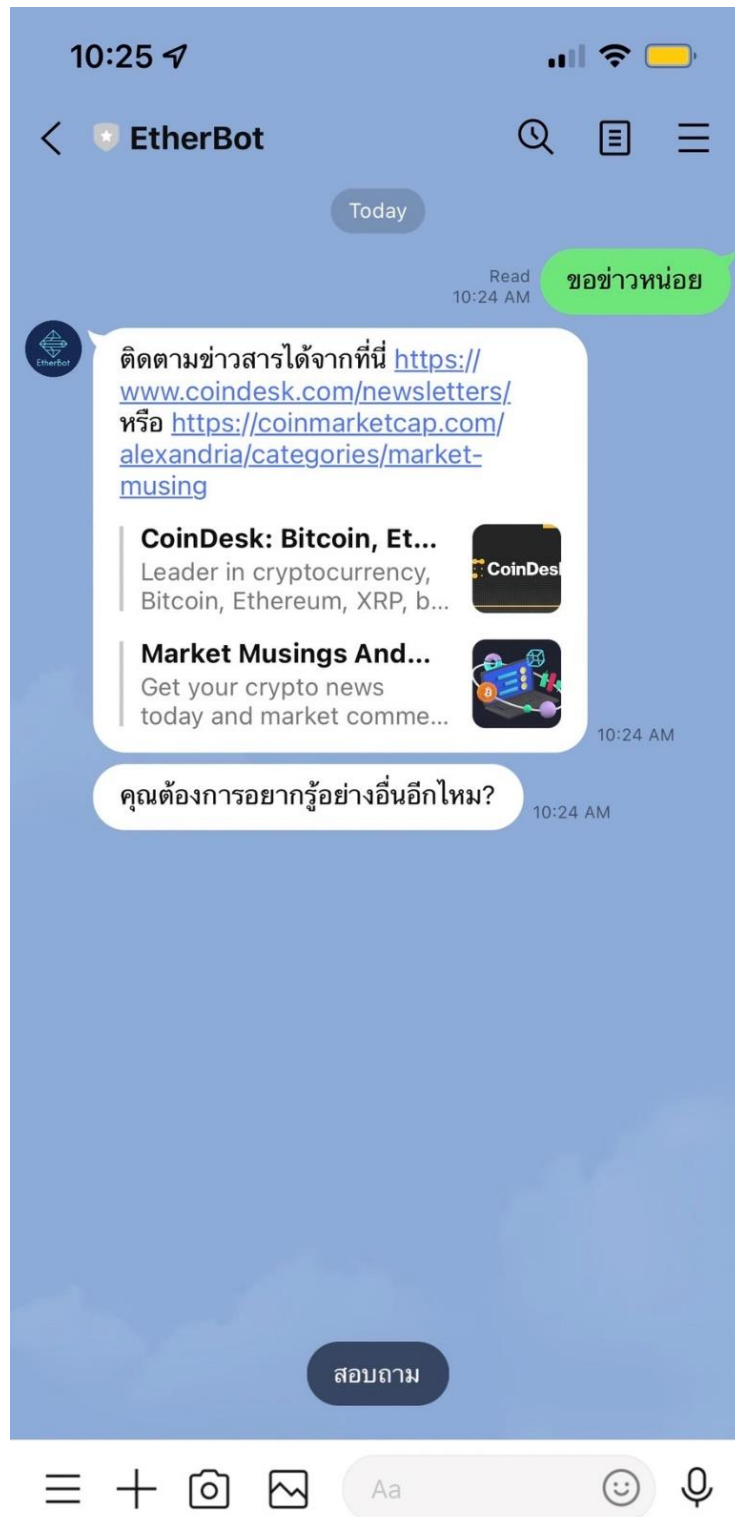 10:25
EtherBot
Today
ขอข่าวหน่อย
Read
10:24 AM
EtherBot
ติดตามข่าวสารได้จากที่นี่ https://
www.coindesk.com/newsletters/
หรือ https://coinmarketcap.com/
alexandria/categories/market-
musing
CoinDesk: Bitcoin, Et...
Leader in cryptocurrency,
Bitcoin, Ethereum, XRP, b...
CoinDes
Market Musings And...
Get your crypto news
today and market comme...
10:24 AM
คุณต้องการอยากรู้อย่างอื่นอีกไหม?
10:24 AM
สอบถาม
Aa